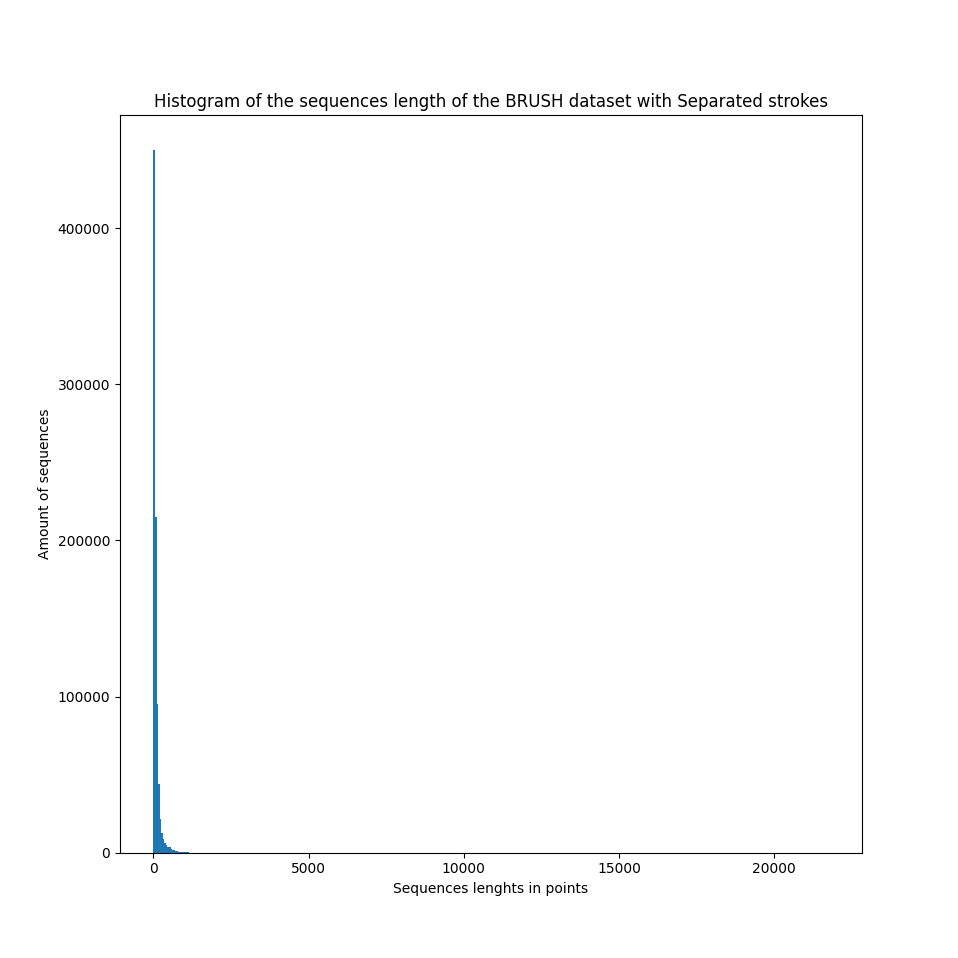 Histogram of the sequences length of the BRUSH dataset with Separated strokes
400000
300000
200000
100000
0
Amount of sequences
0 5000 10000 15000 20000
Sequences lenghts in points